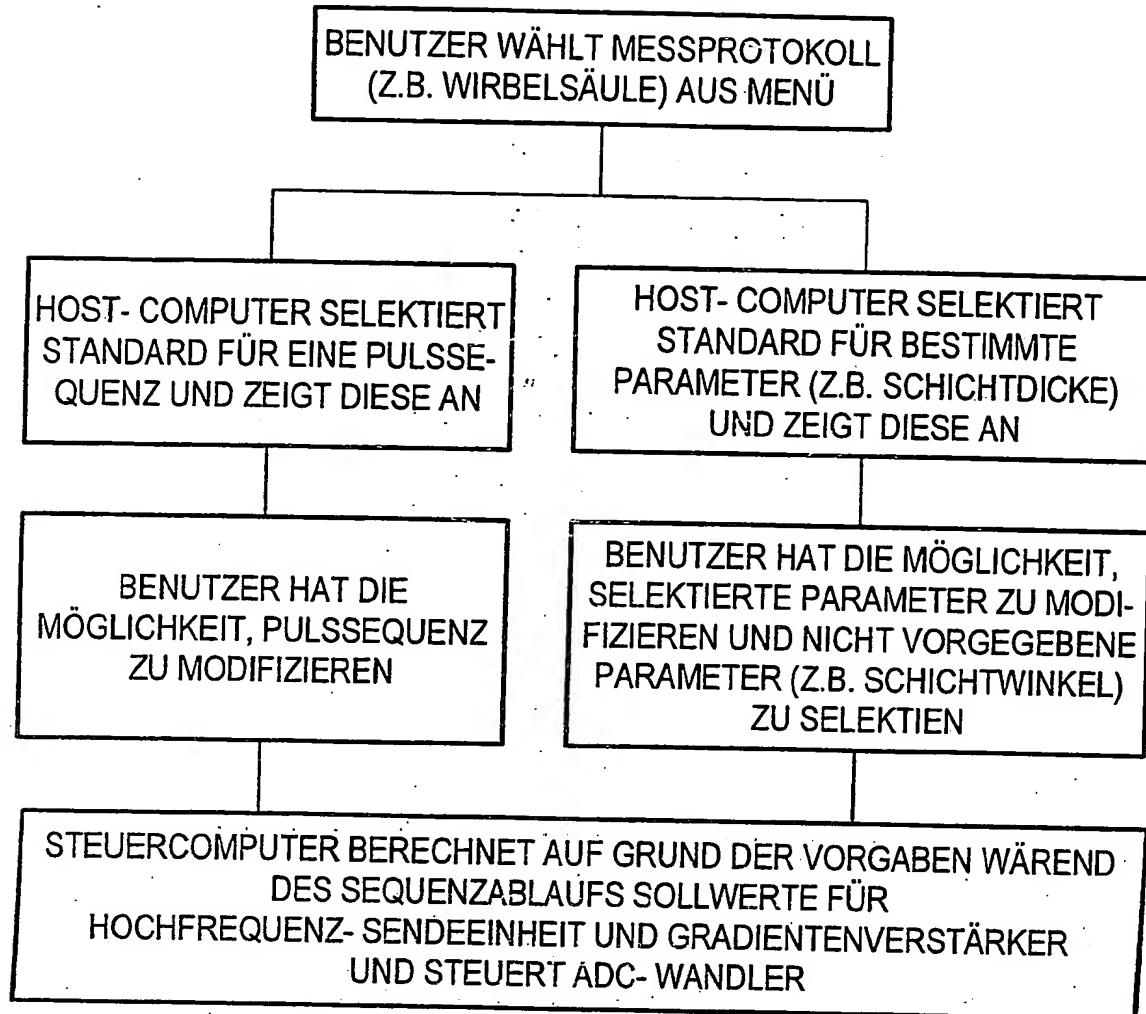 BENUTZER WÄHLT MESSPROTOKOLL
(Z.B. WIRBELSÄULE) AUS MENÜ
HOST- COMPUTER SELEKTIERT
STANDARD FÜR EINE PULSSE-
QUENZ UND ZEIGT DIESE AN
HOST- COMPUTER SELEKTIERT
STANDARD FÜR BESTIMMTE
PARAMETER (Z.B. SCHICHTDICKE)
UND ZEIGT DIESE AN
BENUTZER HAT DIE
MÖGLICHKEIT, PULSSEQUENZ
ZU MODIFIZIEREN
BENUTZER HAT DIE MÖGLICHKEIT,
SELEKTIERTE PARAMETER ZU MODI-
FIZIEREN UND NICHT VORGEGEBENE
PARAMETER (Z.B. SCHICHTWINKEL)
ZU SELEKTIEN
STEUERCOMPUTER BERECHNET AUF GRUND DER VORGABEN WÄREND
DES SEQUENZABLAUFS SOLLWERTE FÜR
HOCHFREQUENZ- SENDEEINHEIT UND GRADIENTENVERSTÄRKER
UND STEUERT ADC- WANDLER